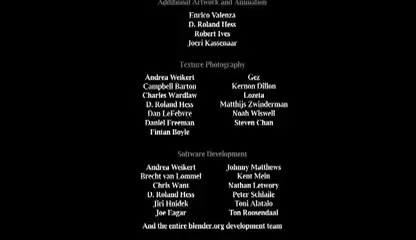 Additional Artwork and Animation
Enrico Valenza
D. Roland Hess
Robert Ives
Joeri Kassenaar
Texture Photography
Andrea Weikert Gez
Campbell Barton Kernon Dillon
Charles Wardlaw Lozeta
D. Roland Hess Matthijs Zwinderman
Dan LeFebvre Noah Wiswell
Daniel Freeman Steven Chan
Fintan Boyle
Software Development
Andrea Weikert Johnny Matthews
Brecht van Lommel Kent Mein
Chris Want Nathan Letwory
D. Roland Hess Peter Schlaile
Jiri Hnidek Toni Alatalo
Joe Eagar Ton Roosendaal
And the entire blender.org development team